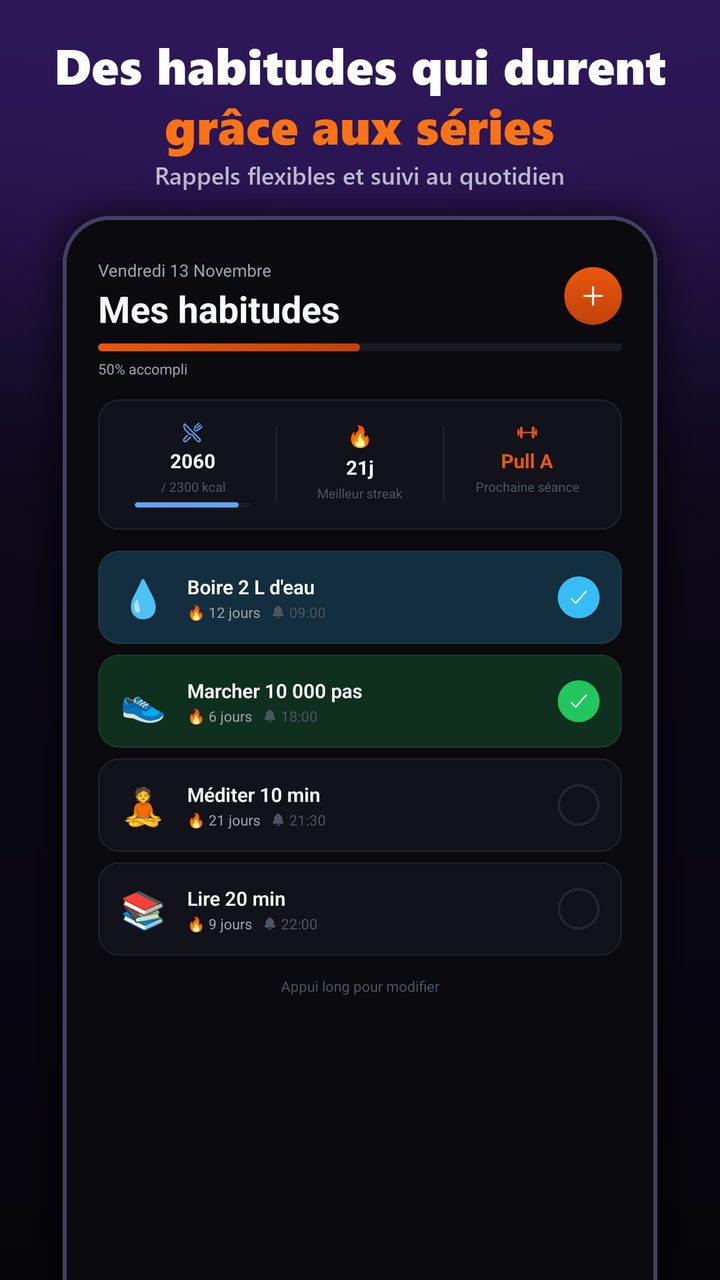 Des habitudes qui durent
grâce aux séries
Rappels flexibles et suivi au quotidien
Vendredi 13 Novembre
Mes habitudes
50% accompli
2060
/ 2300 kcal
21j
Meilleur streak
Pull A
Prochaine séance
Boire 2 L d'eau
12 jours 09:00
Marcher 10 000 pas
6 jours 18:00
Méditer 10 min
21 jours 21:30
Lire 20 min
9 jours 22:00
Appui long pour modifier